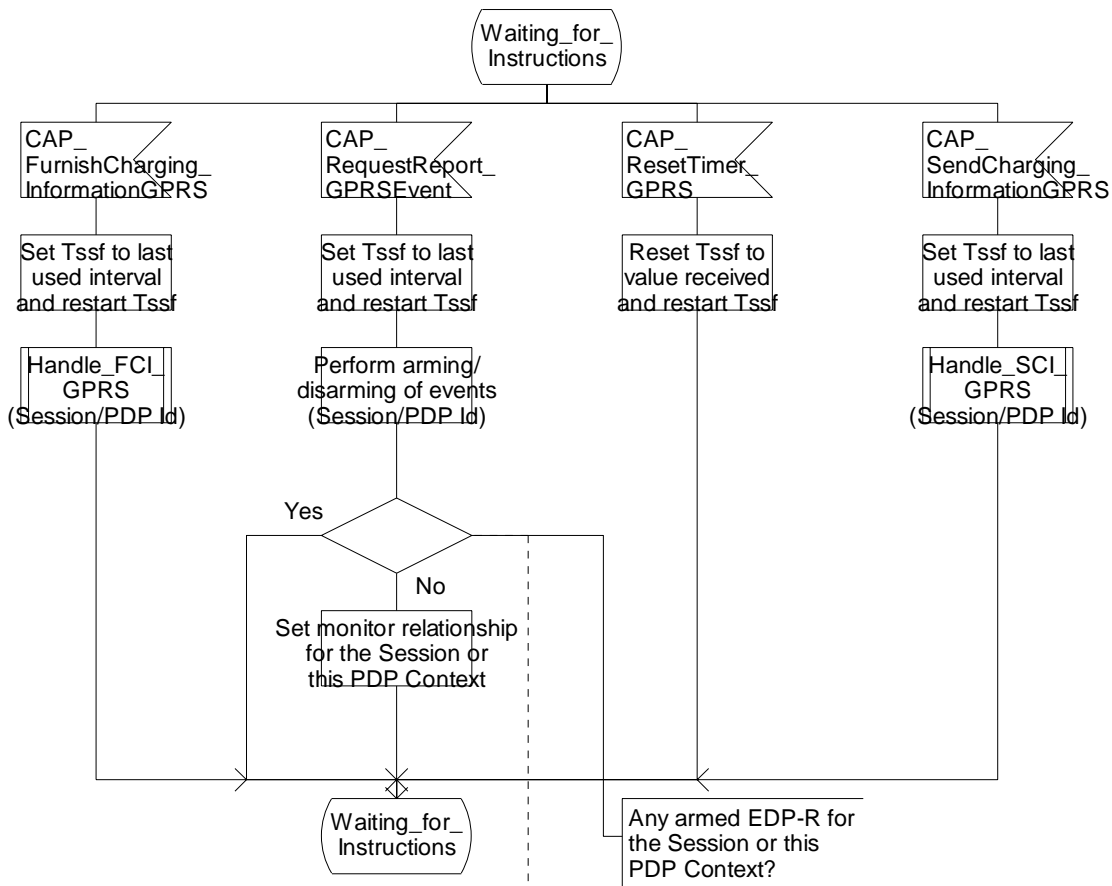 Waiting_for_
Instructions
CAP_
FurnishCharging_
InformationGPRS
CAP_
RequestReport_
GPRSEvent
CAP_
ResetTimer_
GPRS
CAP_
SendCharging_
InformationGPRS
Set Tssf to last
used interval
and restart Tssf
Set Tssf to last
used interval
and restart Tssf
Reset Tssf to
value received
and restart Tssf
Set Tssf to last
used interval
and restart Tssf
Handle_FCI_
GPRS
(Session/PDP Id)
Perform arming/
disarming of events
(Session/PDP Id)
Handle_SCI_
GPRS
(Session/PDP Id)
Yes
No
Set monitor relationship
for the Session or
this PDP Context
Waiting_for_
Instructions
Any armed EDP-R for
the Session or this
PDP Context?